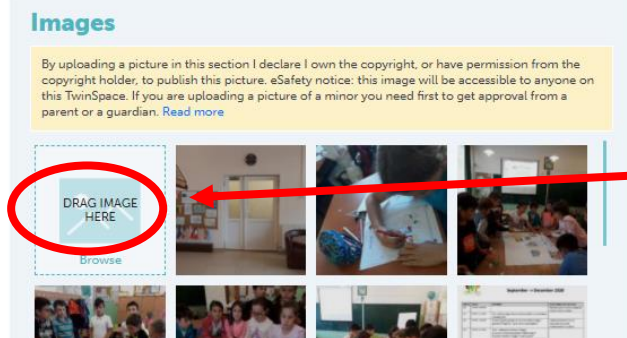 Images
By uploading a picture in this section I declare I own the copyright, or have permission from the
copyright holder, to publish this picture. eSafety notice: this image will be accessible to anyone on
this TwinSpace. If you are uploading a picture of a minor you need first to get approval from a
parent or a guardian. Read more
DRAG IMAGE
HERE
Browse
September - December 2020